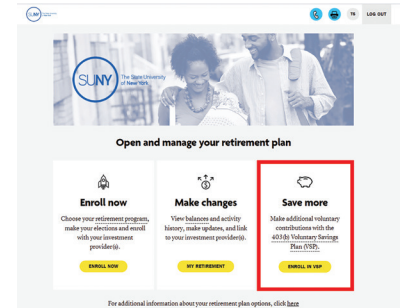 SUNY
TS
LOG OUT
SUNY
The State University
of New York
Open and manage your retirement plan
Enroll now
Choose your retirement program,
make your elections and enroll
with your investment
provider(s).
ENROLL NOW
Make changes
View balances and activity
history, make updates, and link
to your investment provider(s).
MY RETIREMENT
Save more
Make additional voluntary
contributions with the
403(b) Voluntary Savings
Plan (VSP).
ENROLL IN VSP
For additional information about your retirement plan options, click here